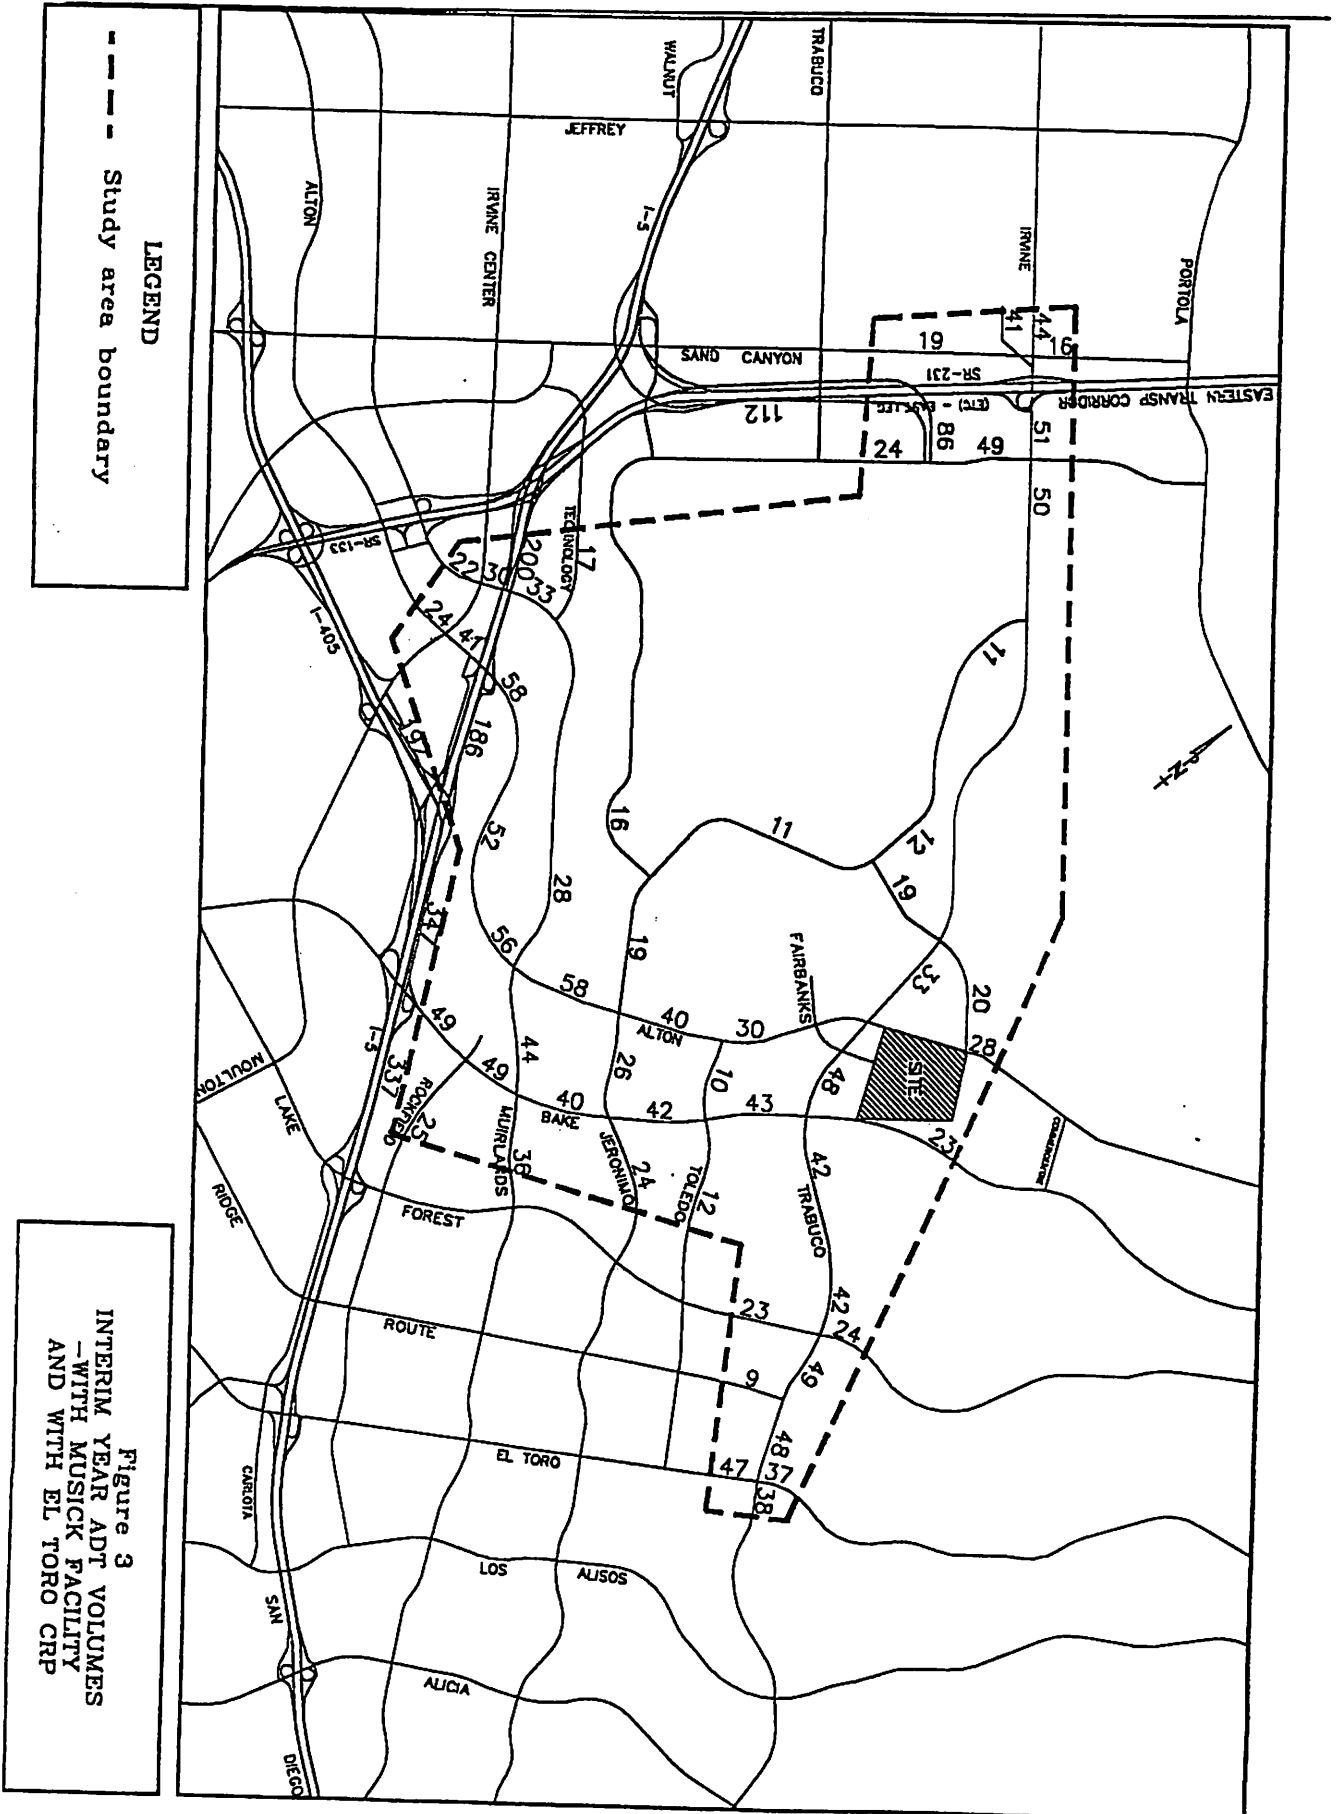 LEGEND
Study area boundary
Figure 3
INTERIM YEAR ADT VOLUMES
-WITH MUSICK FACILITY
AND WITH EL TORO CRP
PORTOLA
IRVINE
TRABUCO
WALNUT
JEFFREY
I-5
IRVINE CENTER
ALTON
SAND CANYON
SR-231
EASTERN TRANSP CORRIDOR
(ETC) - EAST LEG
44
41
16
19
51
50
49
86
24
112
TECHNOLOGY
17
200
33
30
22
24
41
58
SR-133
I-405
197
186
52
28
56
16
11
11
12
19
33
20
28
SITE
N
FAIRBANKS
19
58
40
ALTON
30
48
23
COMMERCENTRE
347
49
I-5
337
ROCKFIELD
25
49
44
26
10
40
BAKE
42
43
MUIRLANDS
36
JERONIMO
24
TOLEDO
12
42
TRABUCO
42
24
49
23
9
48
37
47
38
MOULTON
LAKE
FOREST
RIDGE
ROUTE
EL TORO
CARLOTA
LOS ALISOS
ALICIA
SAN
DIEGO